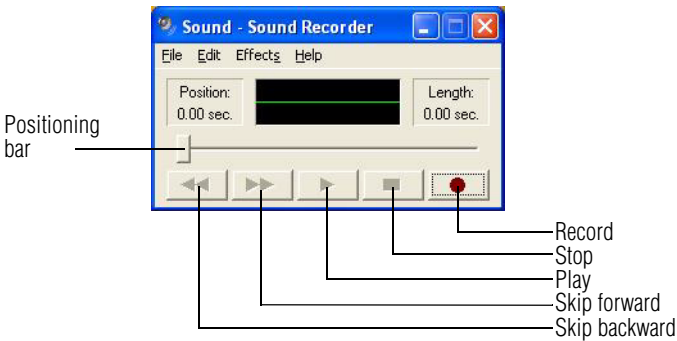 Sound - Sound Recorder
File Edit Effects Help
Position:
0.00 sec.
Length:
0.00 sec.
Positioning
bar
Record
Stop
Play
Skip forward
Skip backward